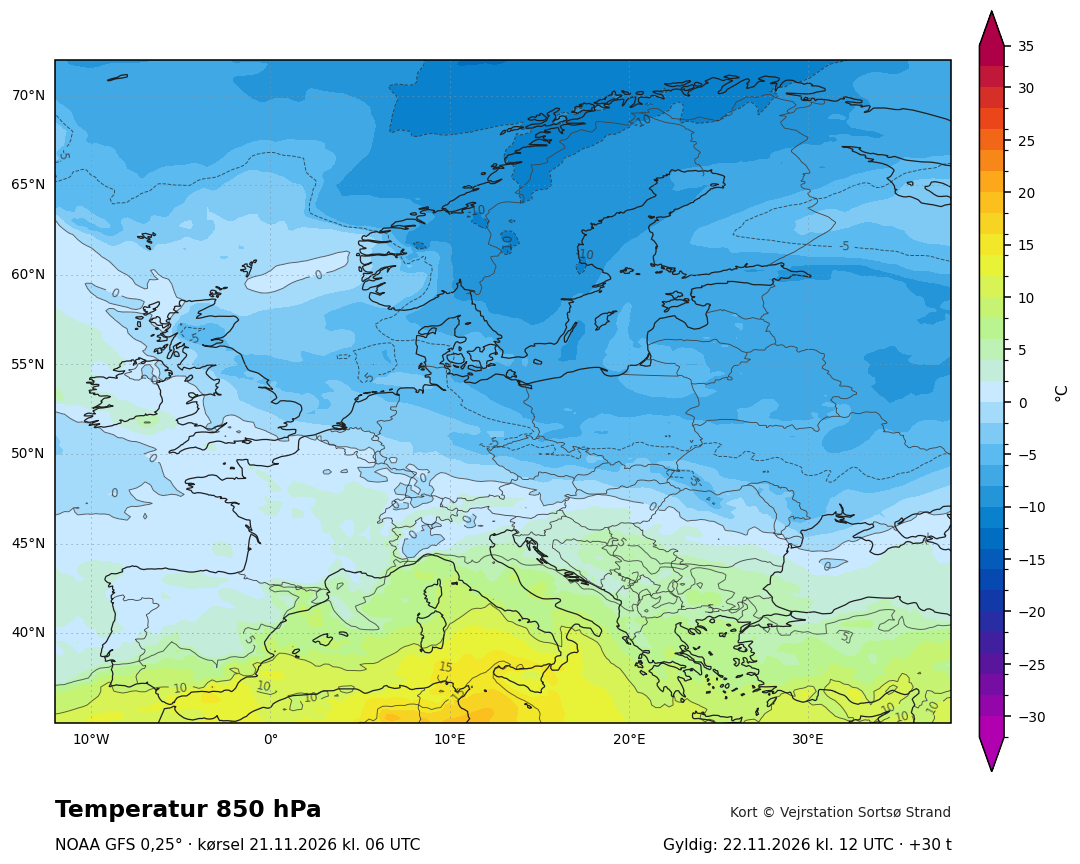 70°N
65°N
60°N
55°N
50°N
45°N
40°N
10°W
0°
10°E
20°E
30°E
35
30
25
20
15
10
5
0
−5
−10
−15
−20
−25
−30
°C
Temperatur 850 hPa
Kort © Vejrstation Sortsø Strand
NOAA GFS 0,25° · kørsel 21.11.2026 kl. 06 UTC
Gyldig: 22.11.2026 kl. 12 UTC · +30 t